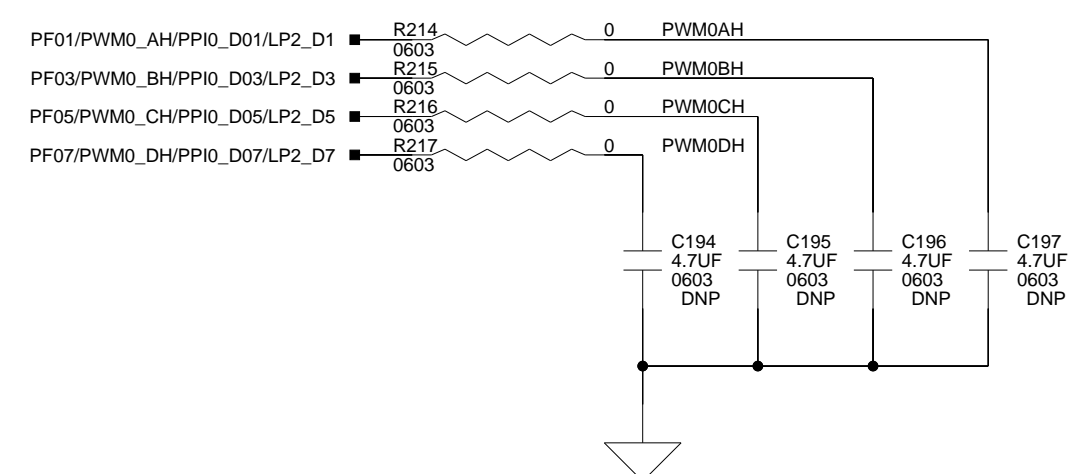 PF01/PWM0_AH/PPI0_D01/LP2_D1 R214 0 PWM0AH
0603
PF03/PWM0_BH/PPI0_D03/LP2_D3 R215 0 PWM0BH
0603
PF05/PWM0_CH/PPI0_D05/LP2_D5 R216 0 PWM0CH
0603
PF07/PWM0_DH/PPI0_D07/LP2_D7 R217 0 PWM0DH
0603
C194 C195 C196 C197
4.7UF 4.7UF 4.7UF 4.7UF
0603 0603 0603 0603
DNP DNP DNP DNP